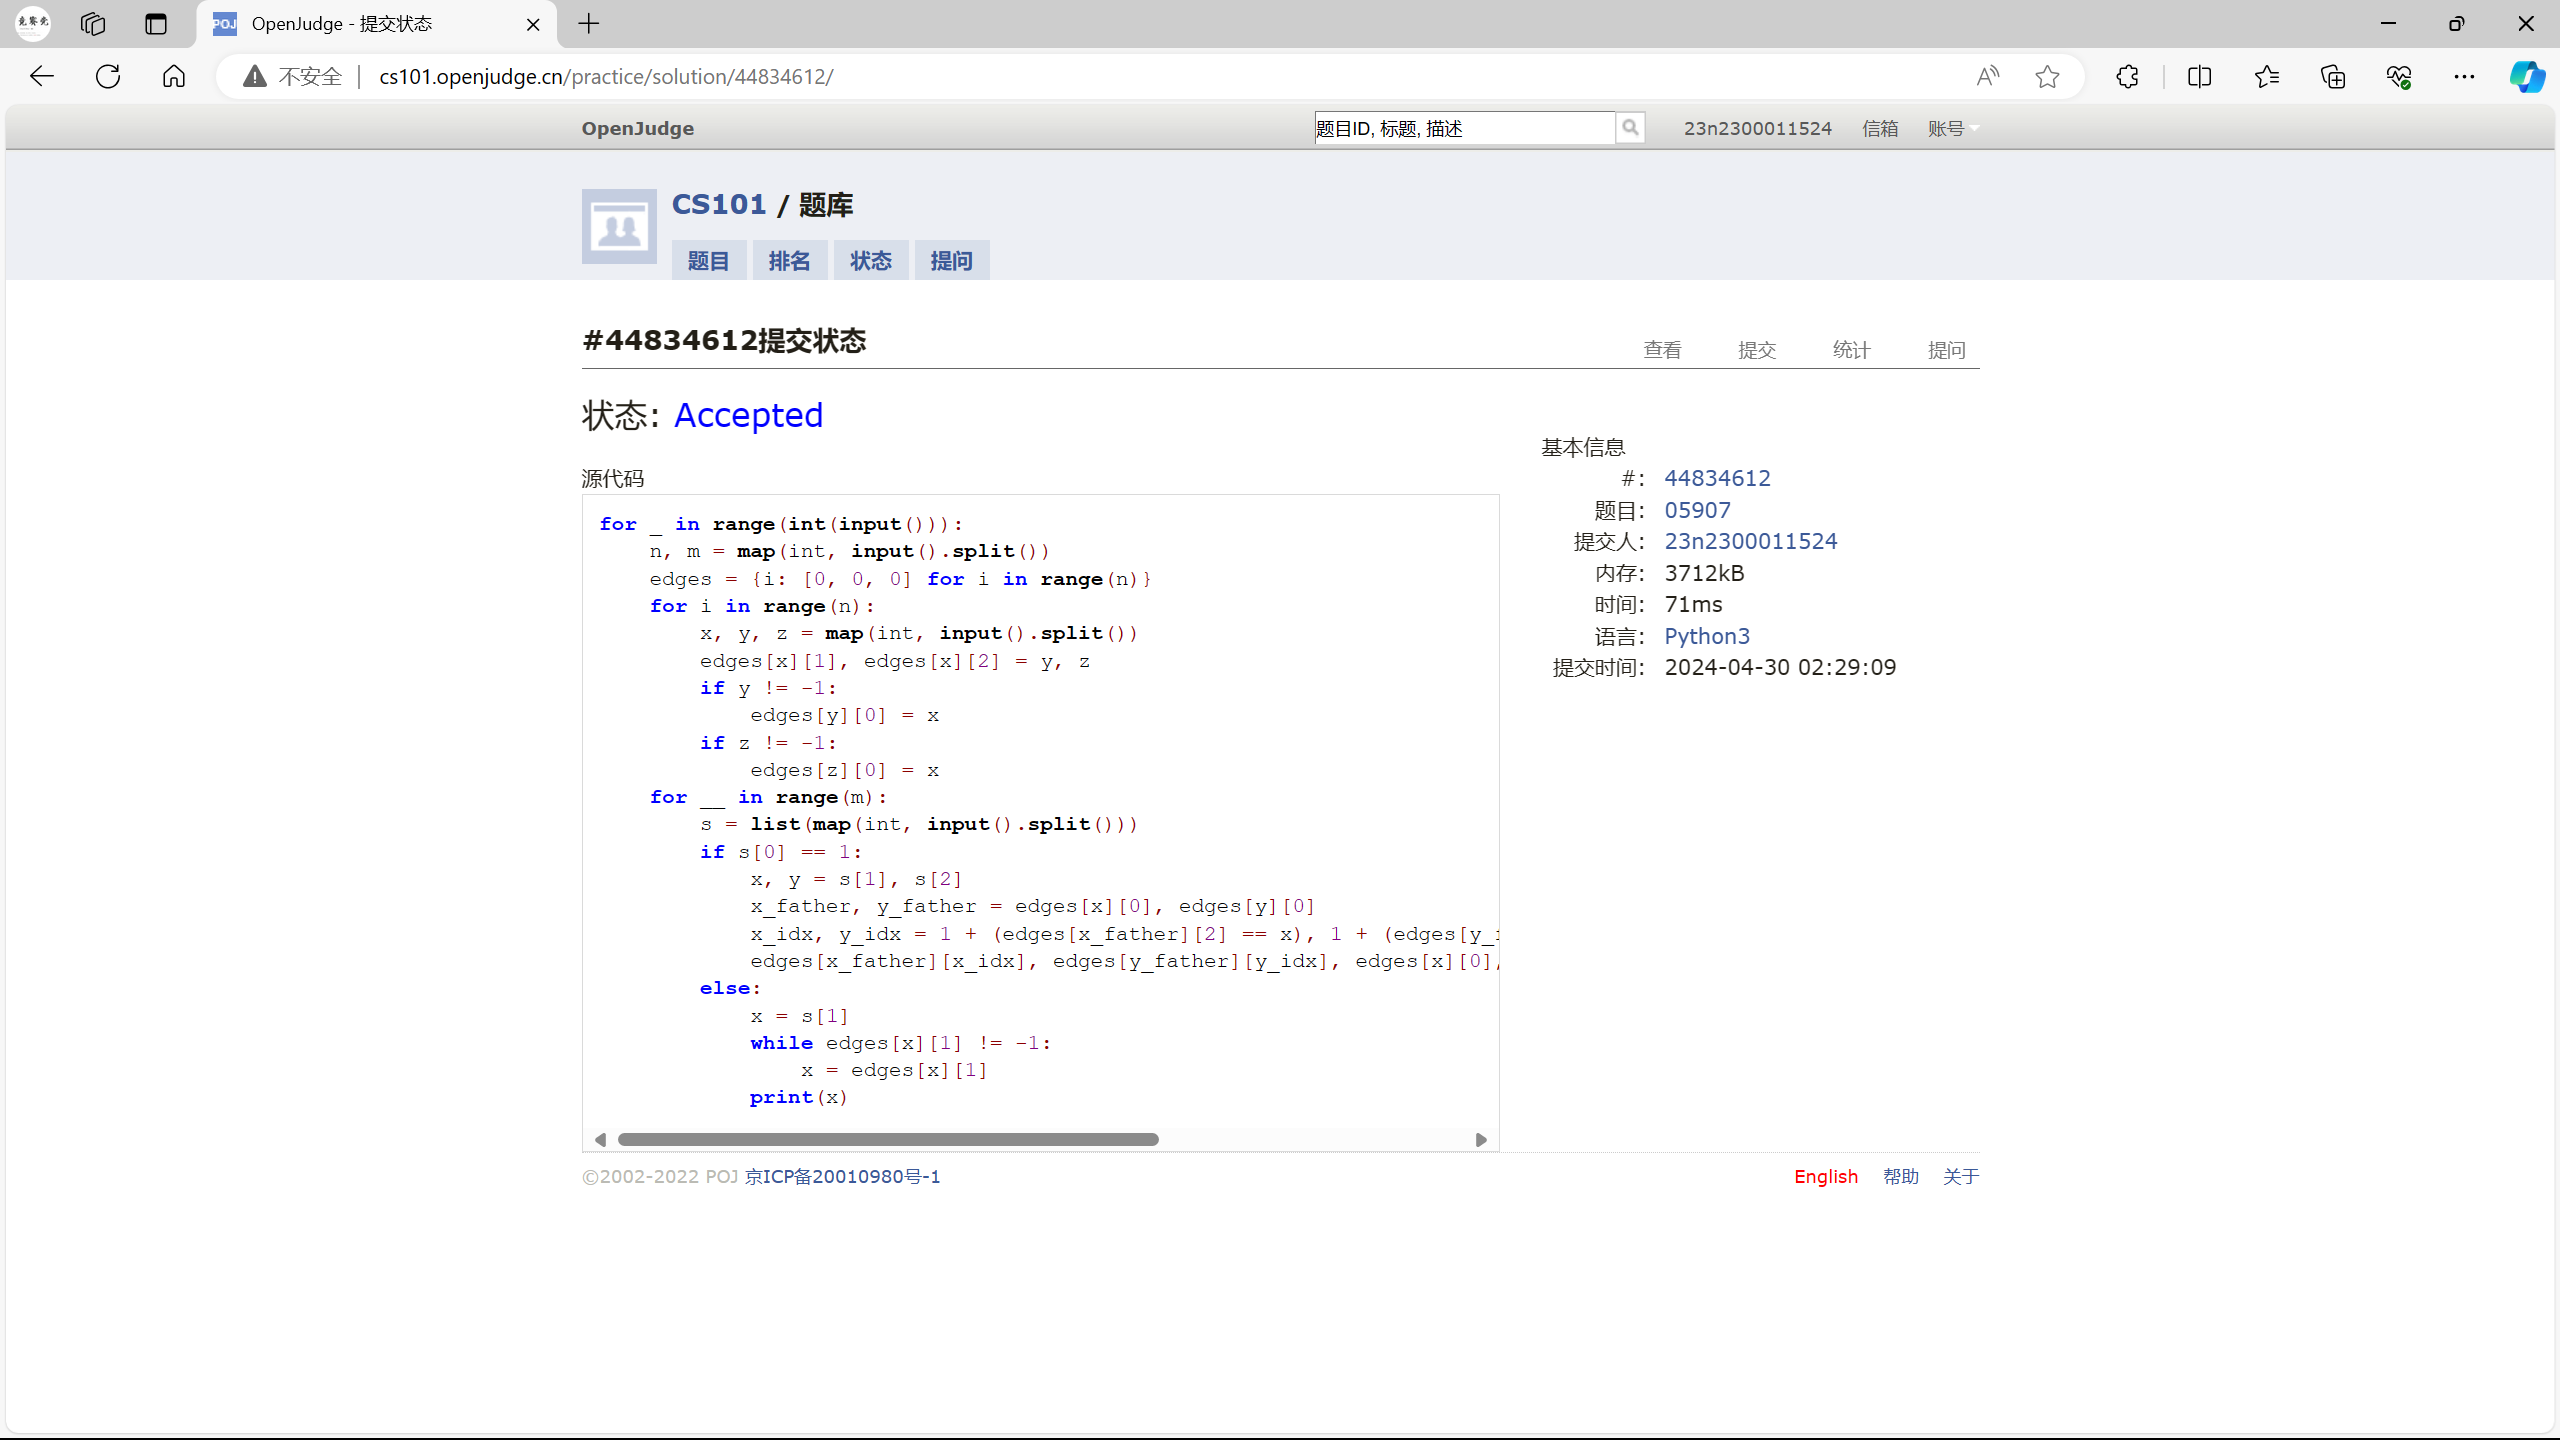 OpenJudge - 提交状态
不安全 cs101.openjudge.cn/practice/solution/44834612/
OpenJudge 题目ID, 标题, 描述 23n2300011524 信箱 账号
CS101 / 题库
题目 排名 状态 提问
#44834612提交状态 查看 提交 统计 提问
状态: Accepted
源代码
for _ in range(int(input())):
    n, m = map(int, input().split())
    edges = {i: [0, 0, 0] for i in range(n)}
    for i in range(n):
        x, y, z = map(int, input().split())
        edges[x][1], edges[x][2] = y, z
        if y != -1:
            edges[y][0] = x
        if z != -1:
            edges[z][0] = x
    for __ in range(m):
        s = list(map(int, input().split()))
        if s[0] == 1:
            x, y = s[1], s[2]
            x_father, y_father = edges[x][0], edges[y][0]
            x_idx, y_idx = 1 + (edges[x_father][2] == x), 1 + (edges[y_
            edges[x_father][x_idx], edges[y_father][y_idx], edges[x][0],
        else:
            x = s[1]
            while edges[x][1] != -1:
                x = edges[x][1]
            print(x)
基本信息
#: 44834612
题目: 05907
提交人: 23n2300011524
内存: 3712kB
时间: 71ms
语言: Python3
提交时间: 2024-04-30 02:29:09
©2002-2022 POJ 京ICP备20010980号-1 English 帮助 关于